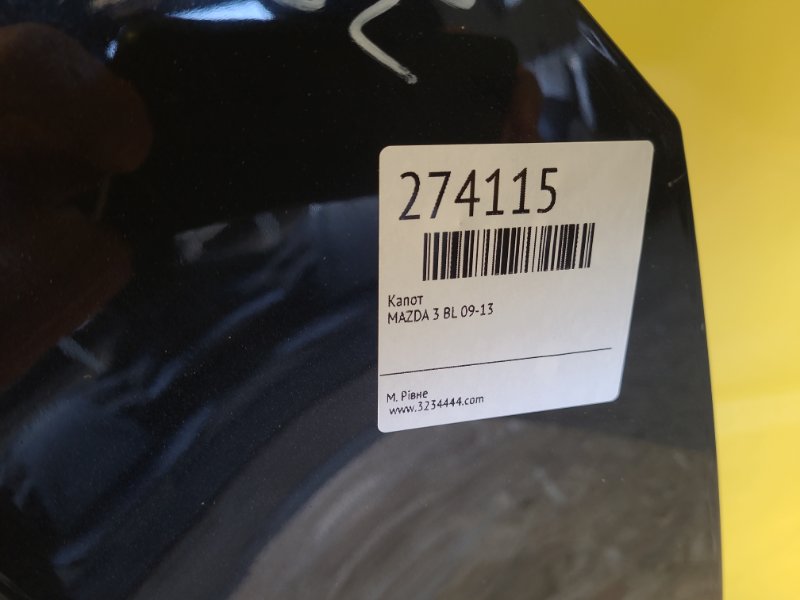 274115
Капот
MAZDA 3 BL 09-13
М. Рівне
www.3234444.com